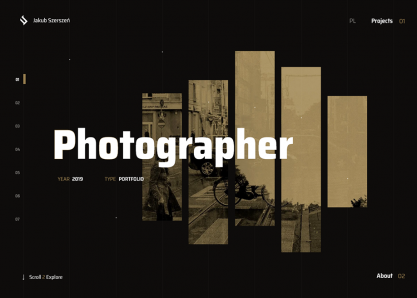 Jakub Szerszeń
PL
Projects 01
01
02
03
04
05
06
07
Photographer
YEAR 2019
TYPE PORTFOLIO
Scroll // Explore
About 02